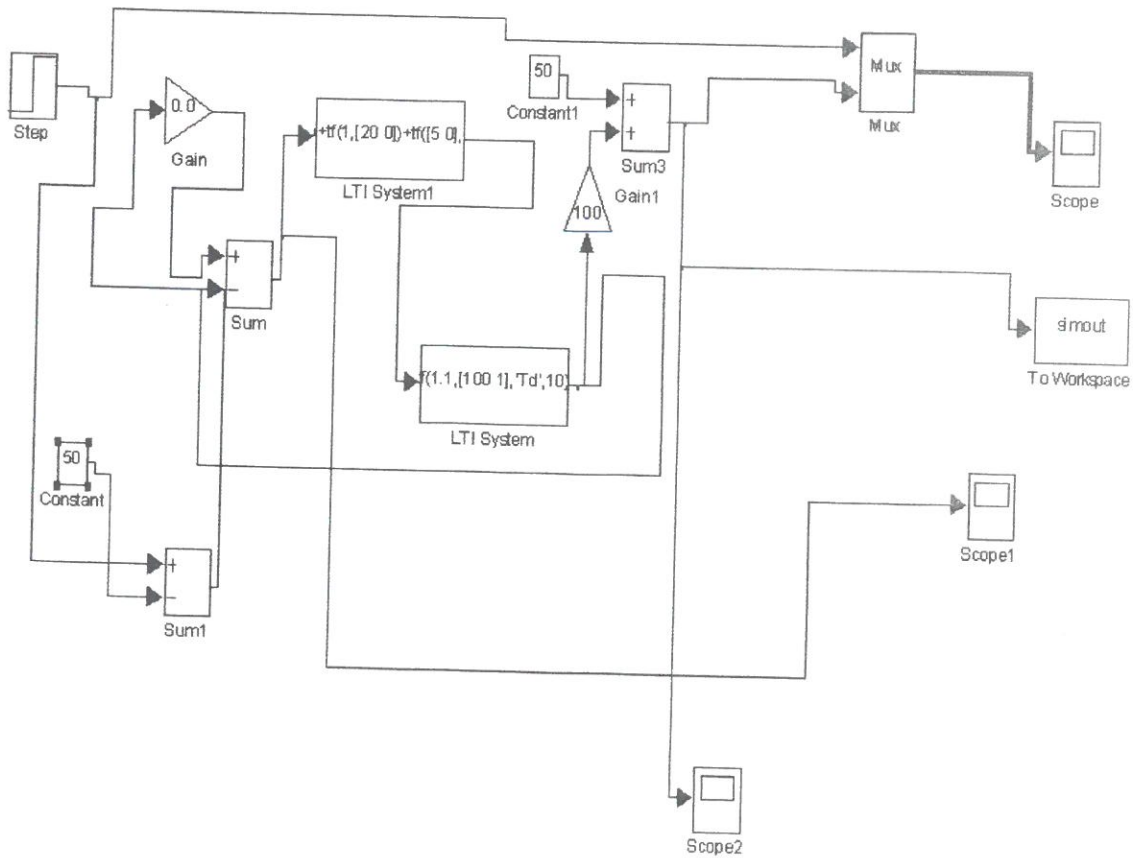 Step
0.0
Gain
+tf(1,[20 0])+tf([5 0],
LTI System1
50
Constant1
+
+
Sum3
Gain1
100
Mux
Mux
Scope
+
−
Sum
simout
To Workspace
f(1.1,[100 1],'Td',10)
LTI System
50
Constant
Scope1
+
−
Sum1
Scope2